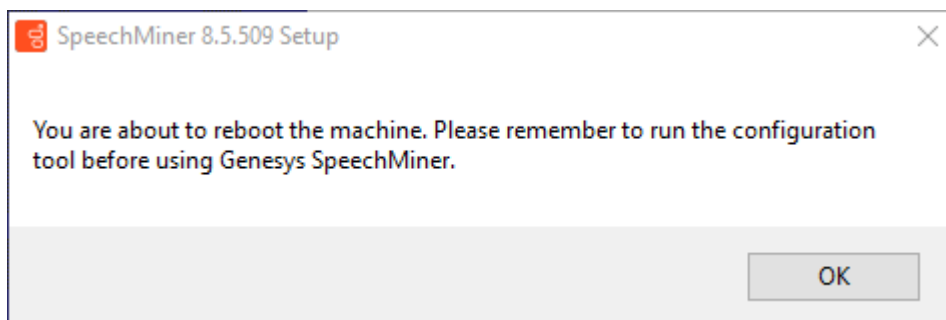 SpeechMiner 8.5.509 Setup
You are about to reboot the machine. Please remember to run the configuration
tool before using Genesys SpeechMiner.
OK